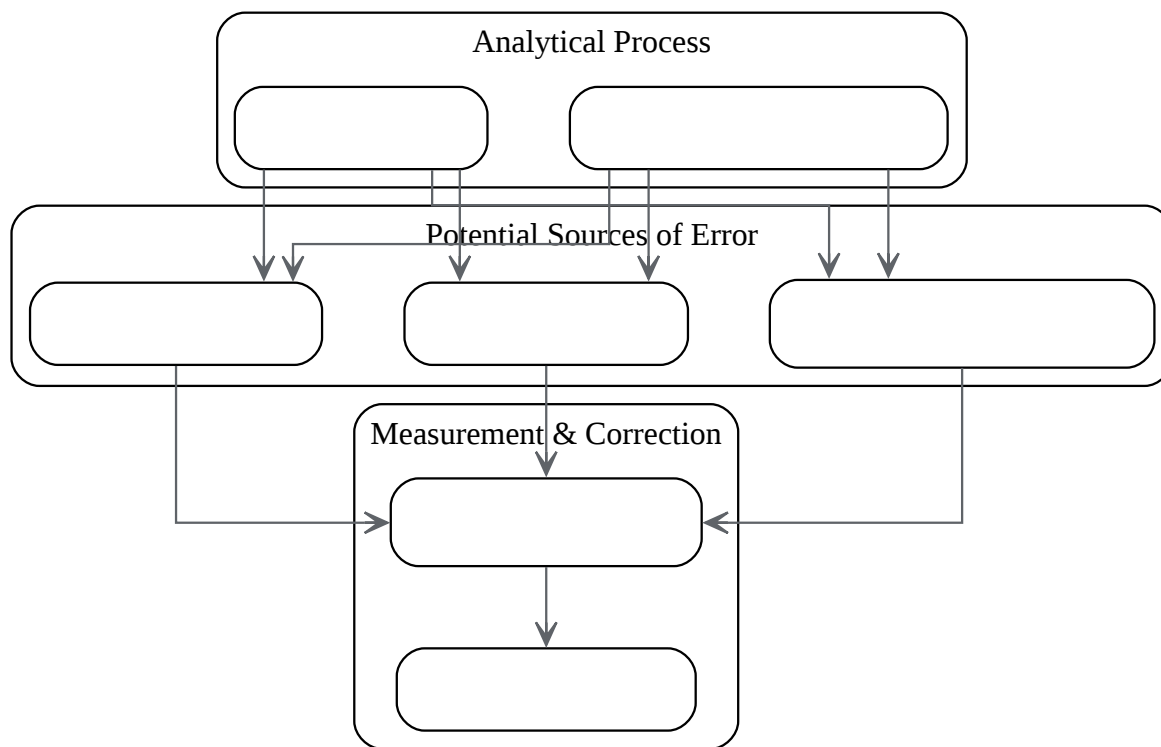 Analytical Process
Potential Sources of Error
Measurement & Correction